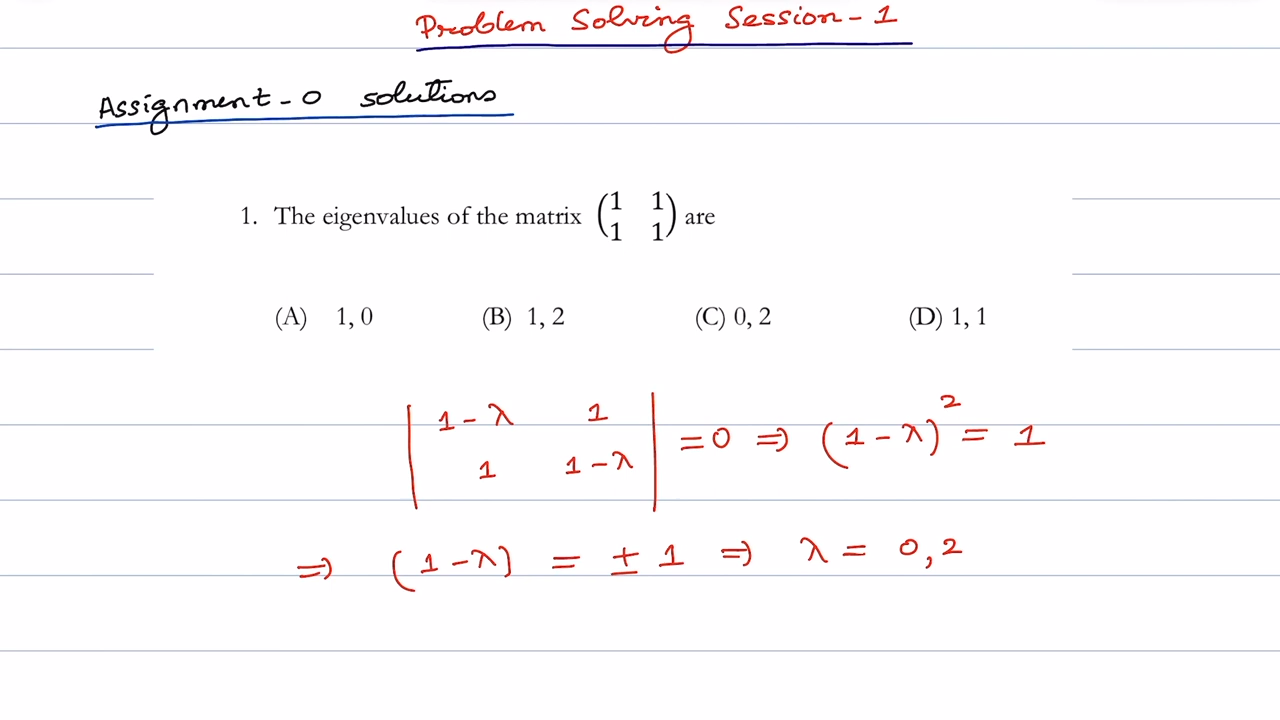 Problem Solving Session - 1
Assignment - 0 solutions
1. The eigenvalues of the matrix (1 1
1 1) are
(A) 1, 0 (B) 1, 2 (C) 0, 2 (D) 1, 1
| 1 - λ 1
1 1 - λ | = 0 ⇒ (1 - λ)² = 1
⇒ (1 - λ) = ± 1 ⇒ λ = 0, 2